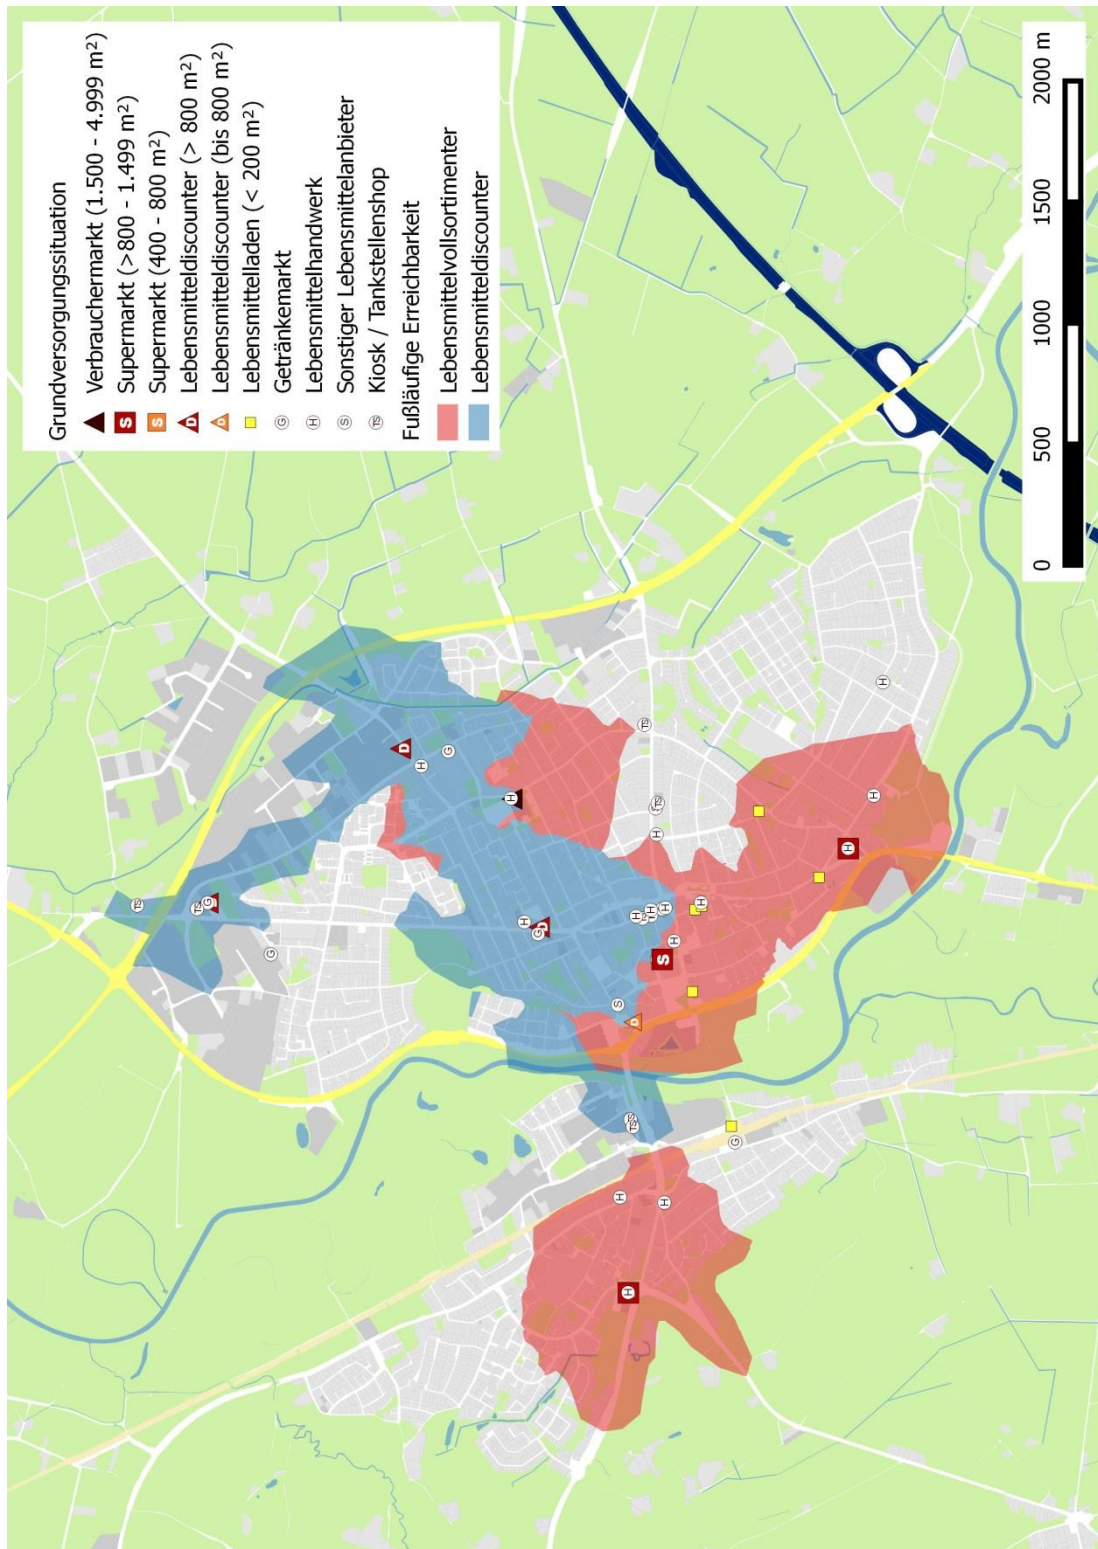 Grundversorgungssituation
Verbrauchermarkt (1.500 - 4.999 m²)
S Supermarkt (>800 - 1.499 m²)
S Supermarkt (400 - 800 m²)
D Lebensmitteldiscounter (> 800 m²)
D Lebensmitteldiscounter (bis 800 m²)
Lebensmittelladen (< 200 m²)
G Getränkemarkt
H Lebensmittelhandwerk
S Sonstiger Lebensmittelanbieter
TS Kiosk / Tankstellenshop
Fußläufige Erreichbarkeit
Lebensmittelvollsortimenter
Lebensmitteldiscounter
0 500 1000 1500 2000 m